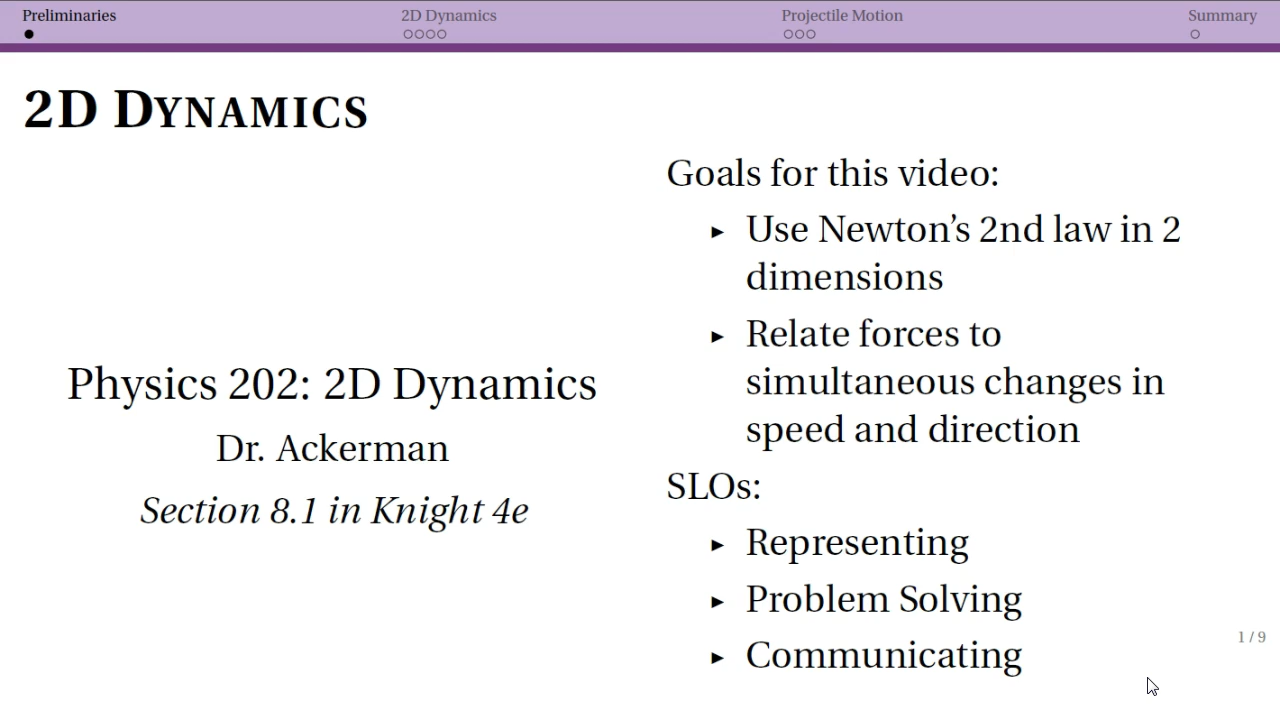 Preliminaries
2D Dynamics
Projectile Motion
Summary
2D DYNAMICS
Physics 202: 2D Dynamics
Dr. Ackerman
Section 8.1 in Knight 4e
Goals for this video:
▸ Use Newton's 2nd law in 2
dimensions
▸ Relate forces to
simultaneous changes in
speed and direction
SLOs:
▸ Representing
▸ Problem Solving
▸ Communicating
1 / 9